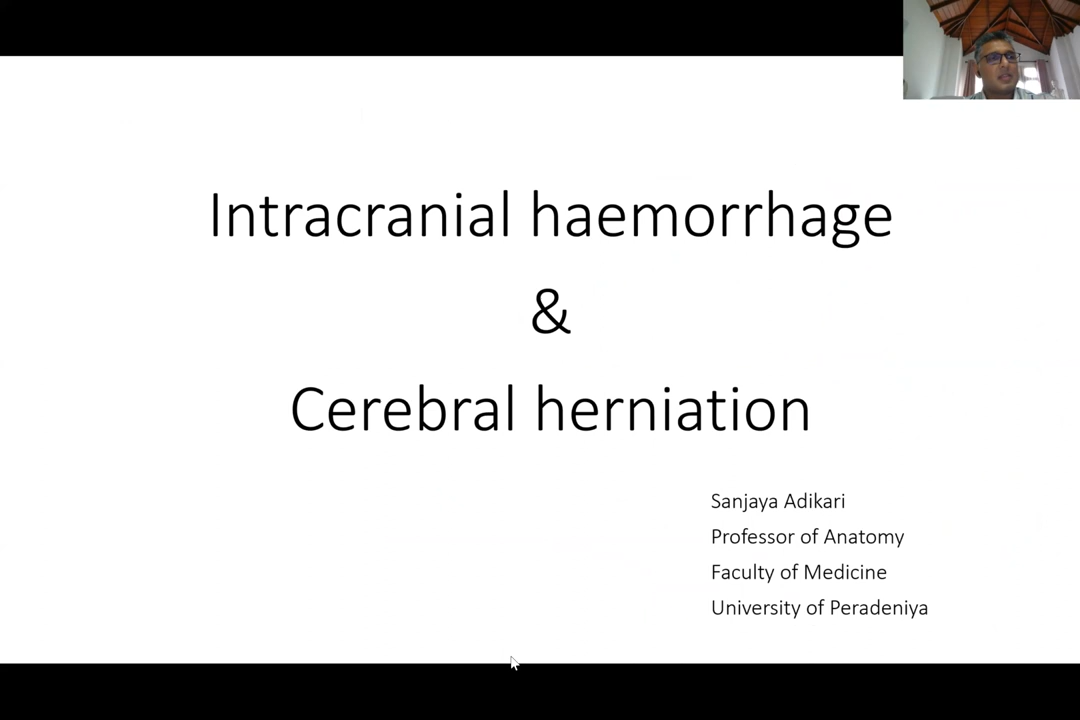 Intracranial haemorrhage
&
Cerebral herniation
Sanjaya Adikari
Professor of Anatomy
Faculty of Medicine
University of Peradeniya